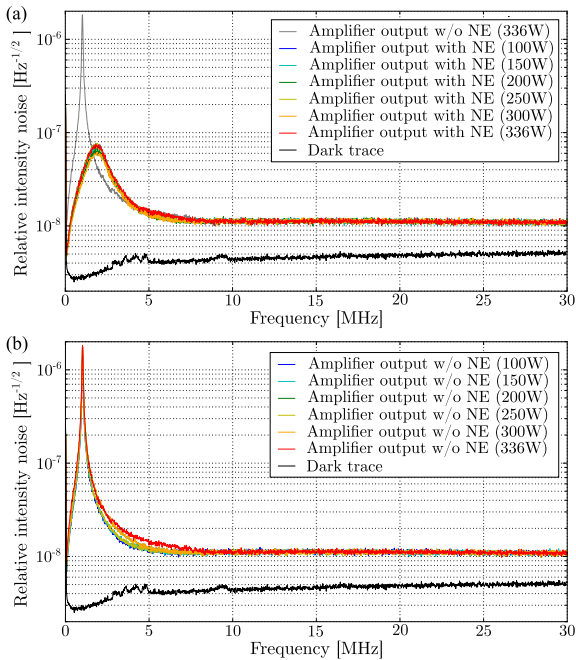 (a)
Relative intensity noise [Hz^-1/2 ]
10^-6
10^-7
10^-8
Amplifier output w/o NE (336W)
Amplifier output with NE (100W)
Amplifier output with NE (150W)
Amplifier output with NE (200W)
Amplifier output with NE (250W)
Amplifier output with NE (300W)
Amplifier output with NE (336W)
Dark trace
0 5 10 15 20 25 30
Frequency [MHz]
(b)
Relative intensity noise [Hz^-1/2 ]
10^-6
10^-7
10^-8
Amplifier output w/o NE (100W)
Amplifier output w/o NE (150W)
Amplifier output w/o NE (200W)
Amplifier output w/o NE (250W)
Amplifier output w/o NE (300W)
Amplifier output w/o NE (336W)
Dark trace
0 5 10 15 20 25 30
Frequency [MHz]